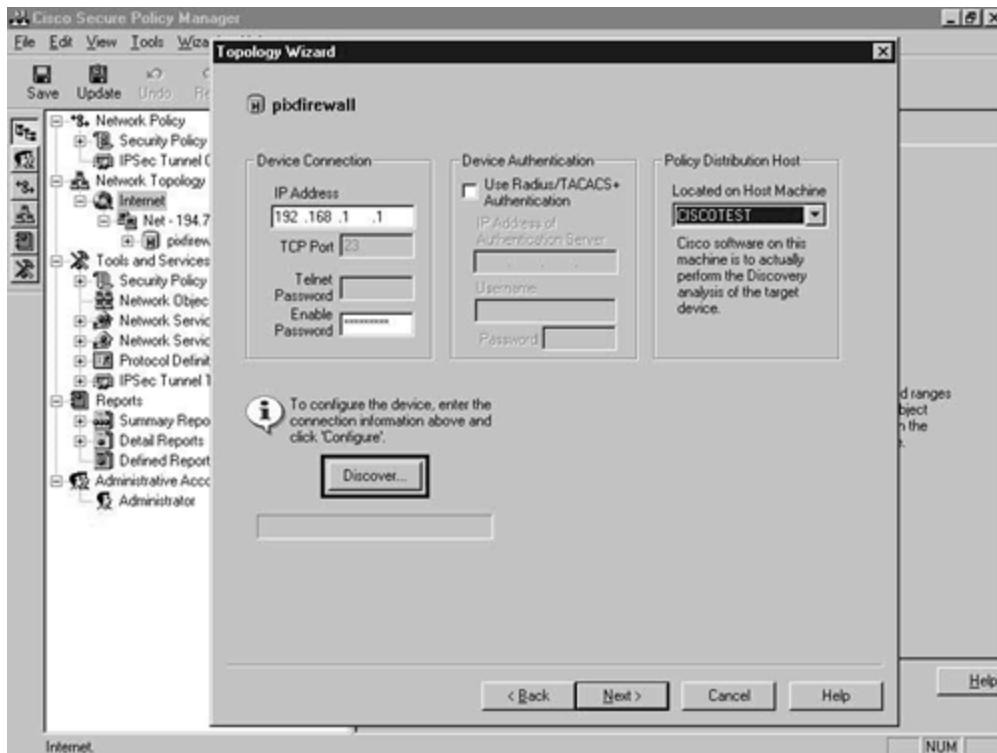 Cisco Secure Policy Manager
File Edit View Tools
Save Update Undo
Network Policy
Security Policy
IPSec Tunnel
Network Topology
Internet
Net - 194.7
pixfirew
Tools and Services
Security Policy
Network Objec
Network Servic
Network Servic
Protocol Definit
IPSec Tunnel
Reports
Summary Repo
Detail Reports
Defined Report
Administrative Acco
Administrator
Topology Wizard
pixfirewall
Device Connection
IP Address
192 .168 .1 .1
TCP Port 23
Telnet
Password
Enable
Password *********
Device Authentication
Use Radius/TACACS+
Authentication
IP Address of
Authentication Server
Username
Password
Policy Distribution Host
Located on Host Machine
CISCOTEST
Cisco software on this
machine is to actually
perform the Discovery
analysis of the target
device.
To configure the device, enter the
connection information above and
click 'Configure'.
Discover...
< Back Next > Cancel Help
d ranges
bject
n the
Help
Internet. NUM